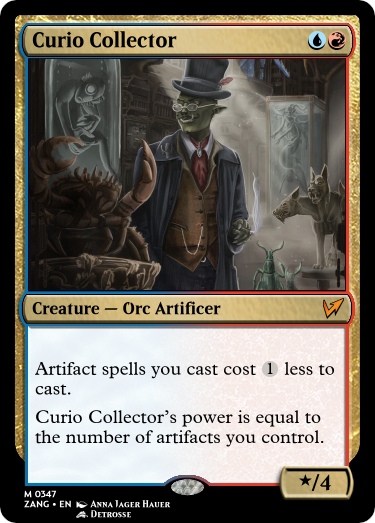 Curio Collector
Creature — Orc Artificer
Artifact spells you cast cost 1 less to
cast.
Curio Collector's power is equal to
the number of artifacts you control.
★/4
M 0347
ZANG • EN Anna Jager Hauer
Detrosse